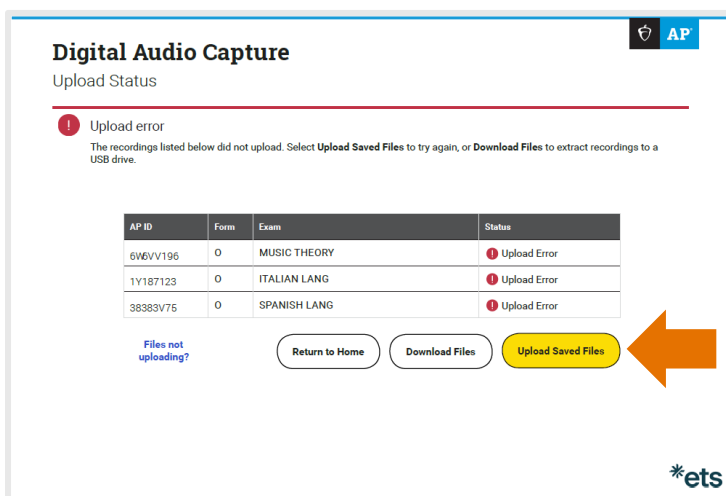 AP
Digital Audio Capture
Upload Status
! Upload error
The recordings listed below did not upload. Select Upload Saved Files to try again, or Download Files to extract recordings to a
USB drive.
AP ID Form Exam Status
6W6VV196 O MUSIC THEORY ! Upload Error
1Y187123 O ITALIAN LANG ! Upload Error
38383V75 O SPANISH LANG ! Upload Error
Files not
uploading?
Return to Home Download Files Upload Saved Files
*ets